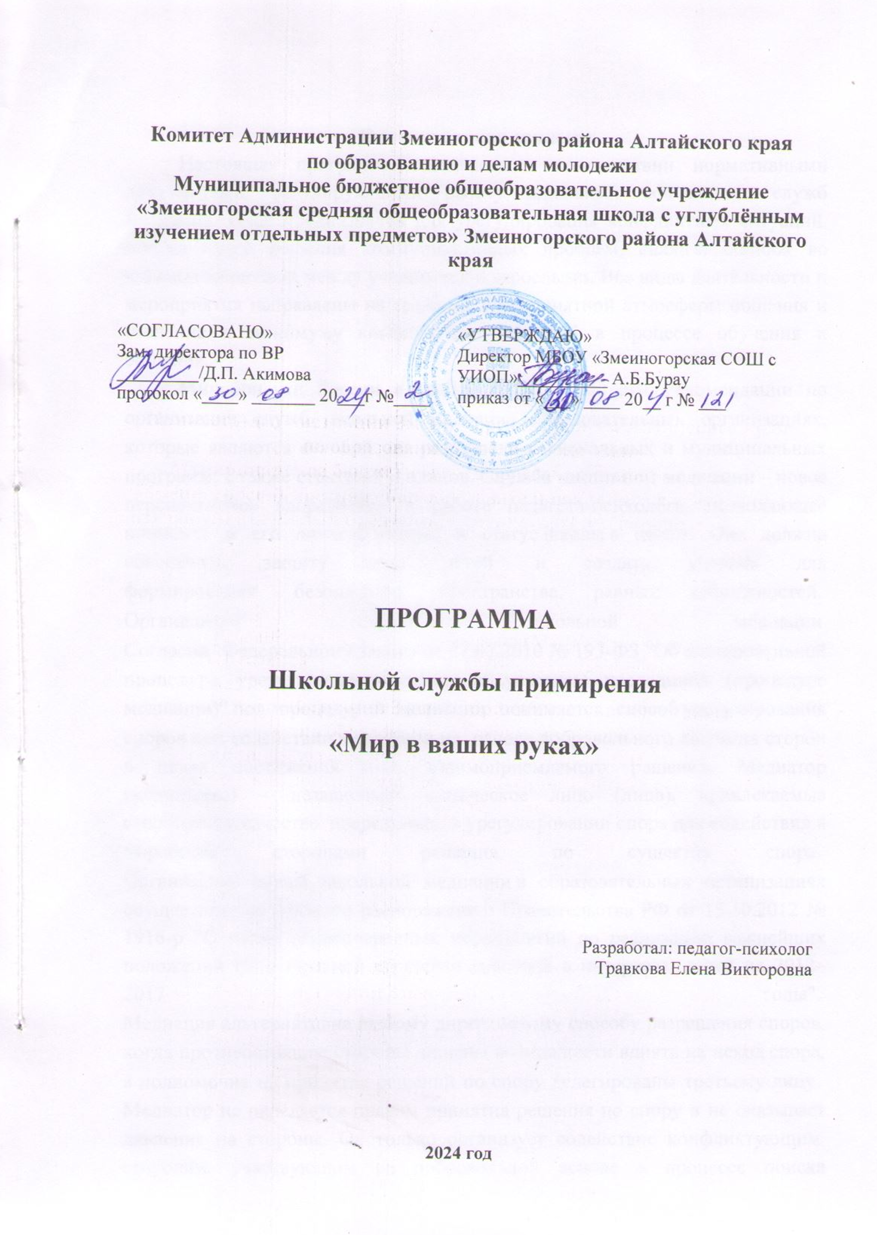 Комитет Администрации Змеиногорского района Алтайского края
по образованию и делам молодежи
Муниципальное бюджетное общеобразовательное учреждение
«Змеиногорская средняя общеобразовательная школа с углублённым
изучением отдельных предметов» Змеиногорского района Алтайского
края
«СОГЛАСОВАНО»
Зам. директора по ВР
/Д.П. Акимова
протокол « 30 » 08 2024г № 2
«УТВЕРЖДАЮ»
Директор МБОУ «Змеиногорская СОШ с
УИОП» А.Б.Бурау
приказ от « » 08 20 г № 121
ПРОГРАММА
Школьной службы примирения
«Мир в ваших руках»
Разработал: педагог-психолог
Травкова Елена Викторовна
2024 год